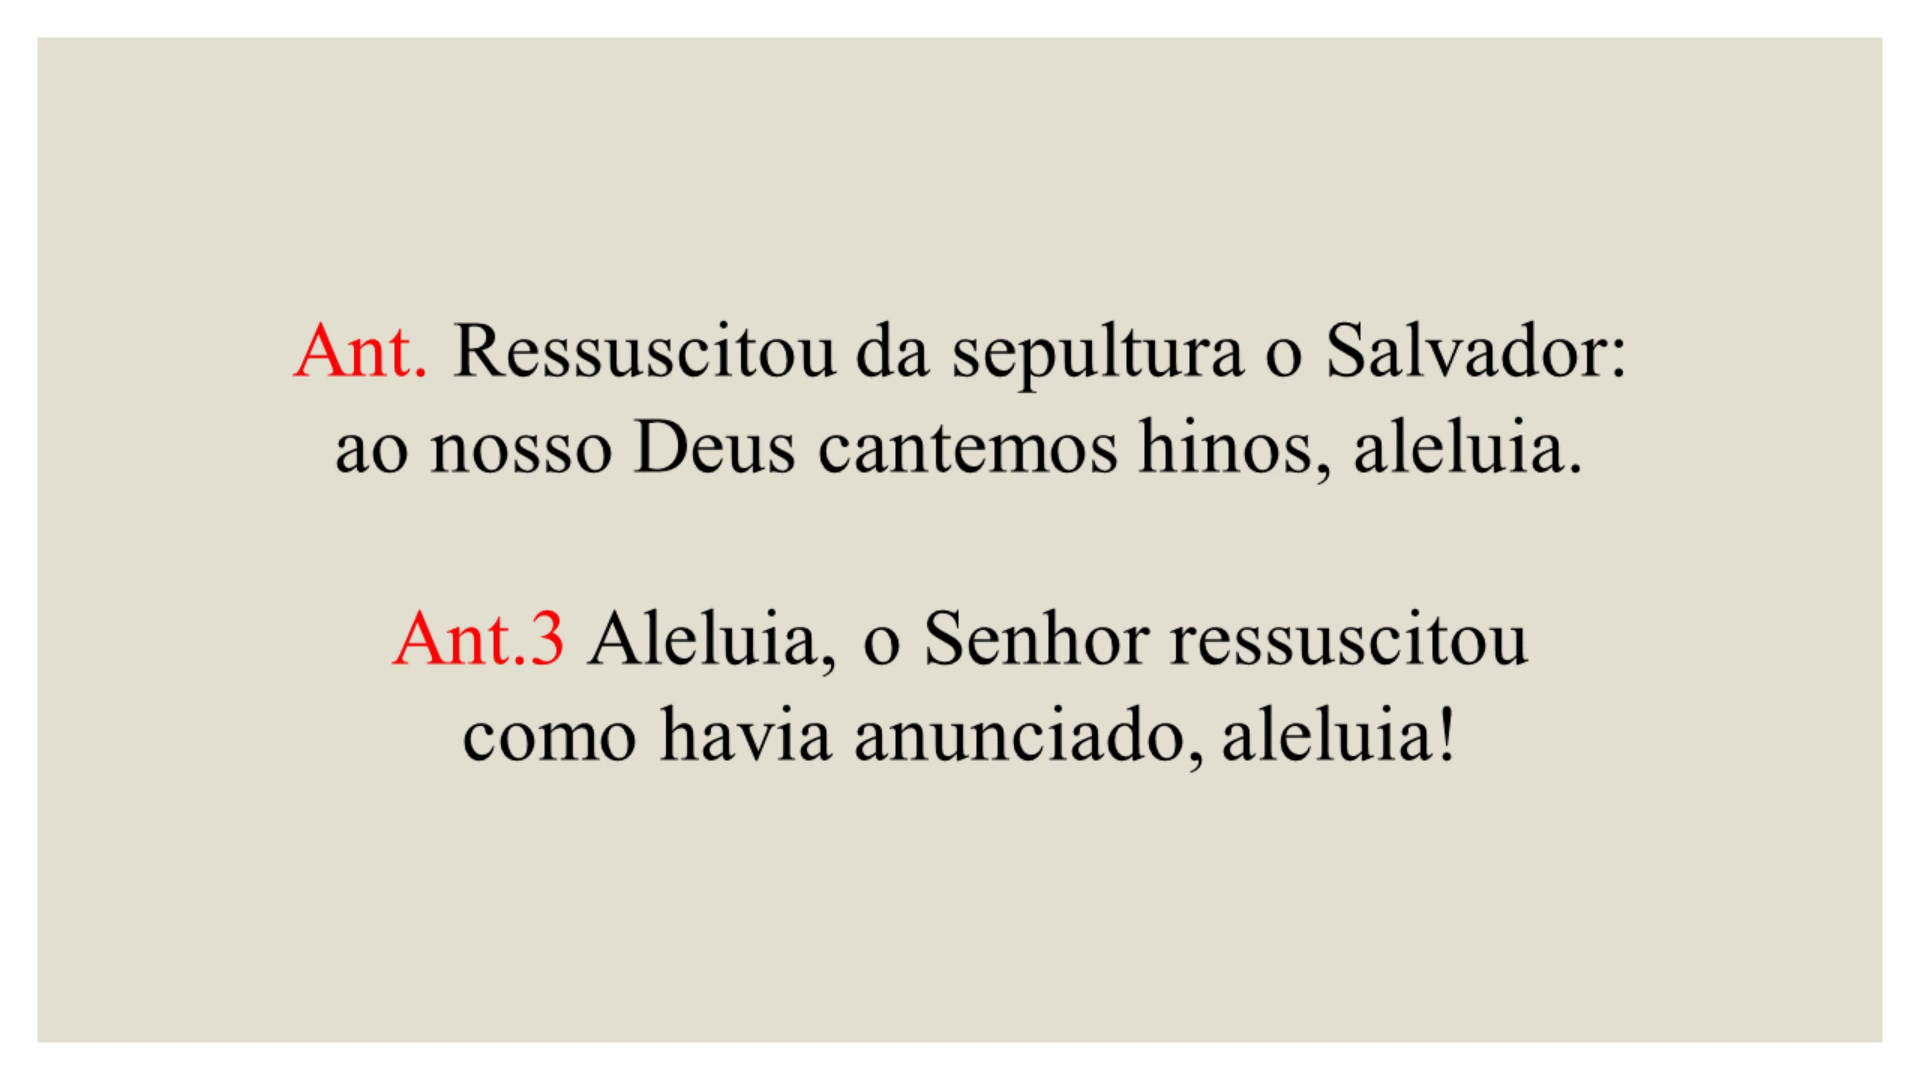 Ant. Ressuscitou da sepultura o Salvador:
ao nosso Deus cantemos hinos, aleluia.
Ant.3 Aleluia, o Senhor ressuscitou
como havia anunciado, aleluia!